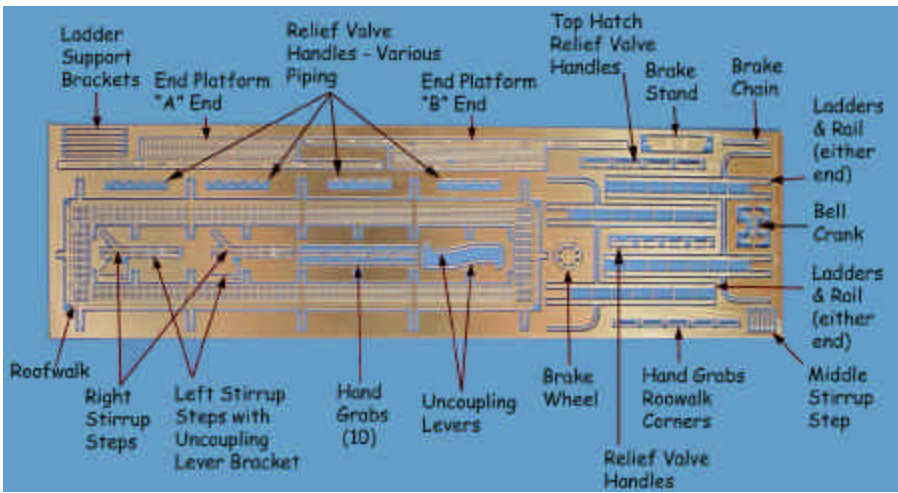 Ladder
Support
Brackets
End Platform
"A" End
Relief Valve
Handles - Various
Piping
End Platform
"B" End
Top Hatch
Relief Valve
Handles
Brake
Stand
Brake
Chain
Ladders
& Rail
(either
end)
Bell
Crank
Ladders
& Rail
(either
end)
Roofwalk
Right
Stirrup
Steps
Left Stirrup
Steps with
Uncoupling
Lever Bracket
Hand
Grabs
(10)
Uncoupling
Levers
Brake
Wheel
Hand Grabs
Roowalk
Corners
Middle
Stirrup
Step
Relief Valve
Handles